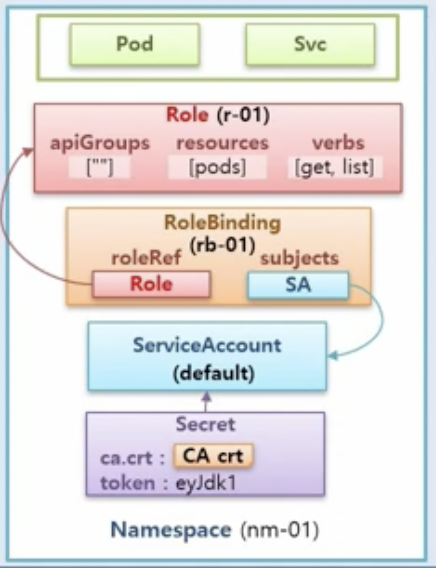 Pod Svc
Role (r-01)
apiGroups resources verbs
[""] [pods] [get, list]
RoleBinding
(rb-01)
roleRef subjects
Role SA
ServiceAccount
(default)
Secret
ca.crt : CA crt
token : eyJdk1
Namespace (nm-01)